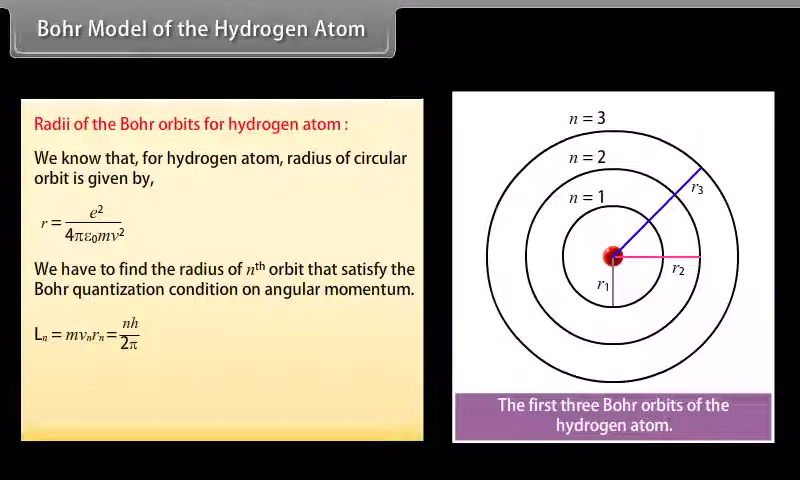 Bohr Model of the Hydrogen Atom
Radii of the Bohr orbits for hydrogen atom :
We know that, for hydrogen atom, radius of circular
orbit is given by,
r = e²/4πε₀mv²
We have to find the radius of nᵗʰ orbit that satisfy the
Bohr quantization condition on angular momentum.
Lₙ = mvₙrₙ = nh/2π
n = 3
n = 2
n = 1
r₃
r₂
r₁
The first three Bohr orbits of the
hydrogen atom.